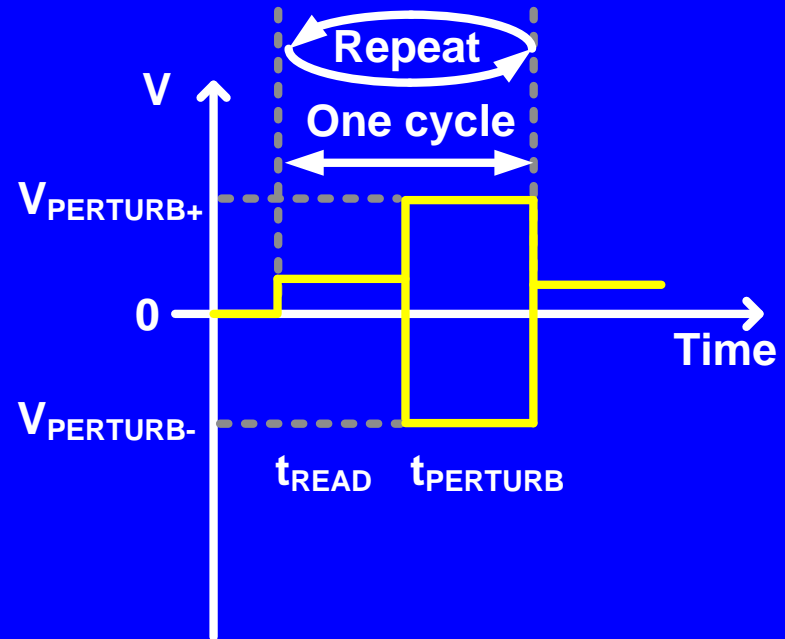 Repeat
V
One cycle
VPERTURB+
0
Time
VPERTURB-
tREAD tPERTURB